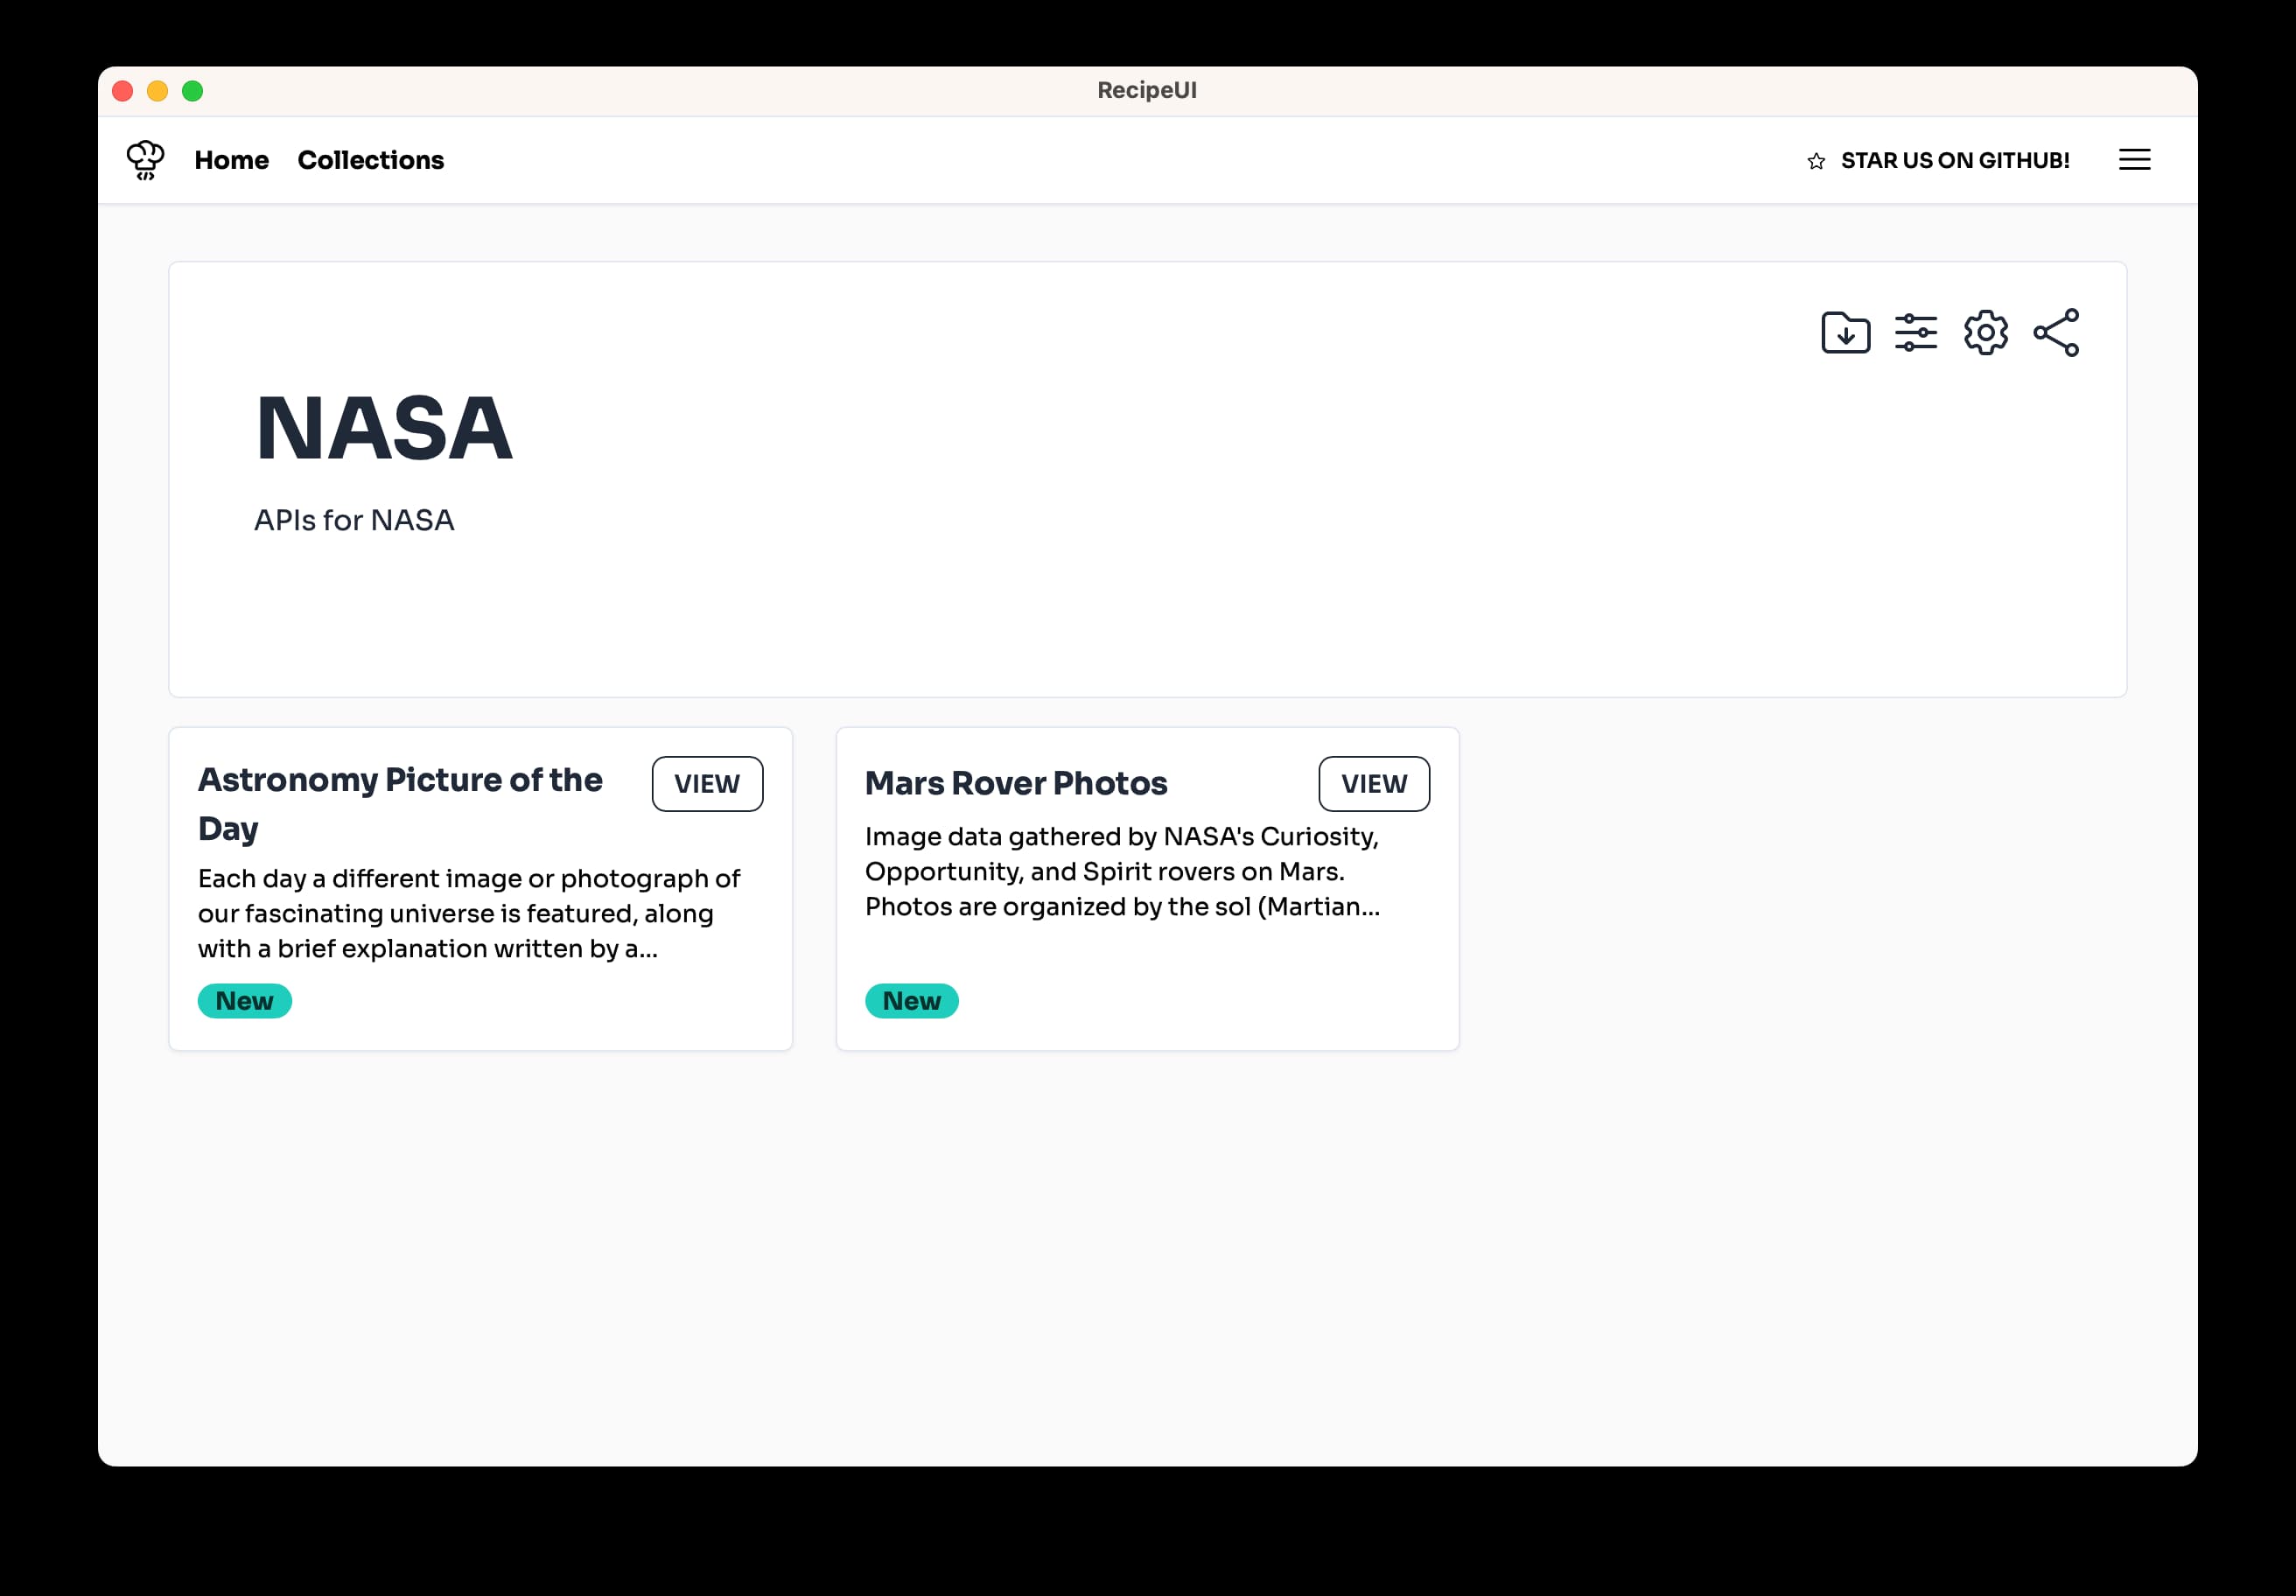 RecipeUI
Home Collections
STAR US ON GITHUB!
NASA
APIs for NASA
Astronomy Picture of the
Day
VIEW
Each day a different image or photograph of
our fascinating universe is featured, along
with a brief explanation written by a...
New
Mars Rover Photos
VIEW
Image data gathered by NASA's Curiosity,
Opportunity, and Spirit rovers on Mars.
Photos are organized by the sol (Martian...
New